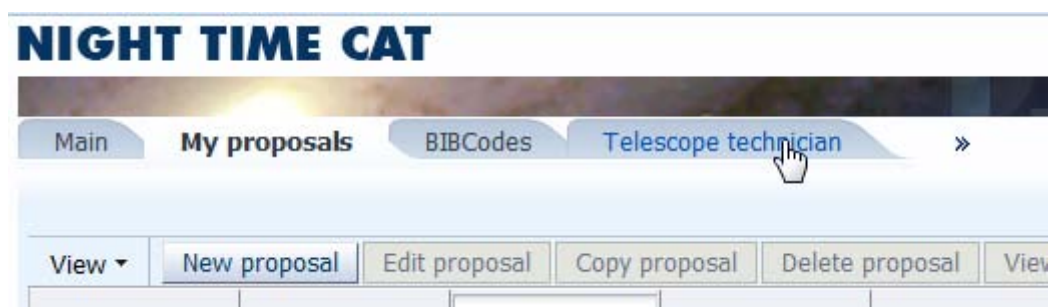 NIGHT TIME CAT
Main My proposals BIBCodes Telescope technician »
View New proposal Edit proposal Copy proposal Delete proposal